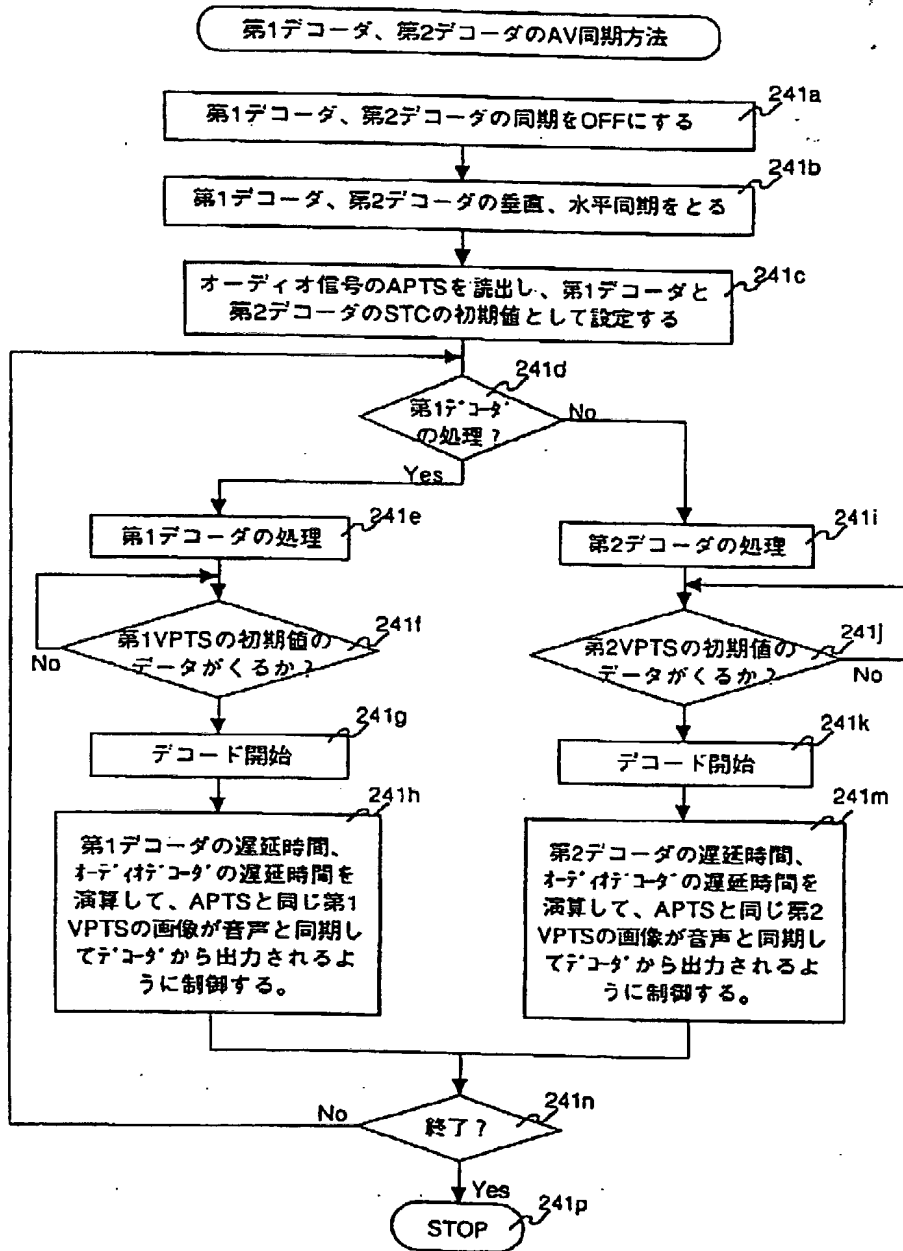 第1デコーダ、第2デコーダのAV同期方法
241a
第1デコーダ、第2デコーダの同期をOFFにする
241b
第1デコーダ、第2デコーダの垂直、水平同期をとる
241c
オーディオ信号のAPTSを読出し、第1デコーダと
第2デコーダのSTCの初期値として設定する
241d
第1デコーダ
の処理?
No
Yes
241e
第1デコーダの処理
241f
第1VPTSの初期値の
データがくるか?
No
241g
デコード開始
241h
第1デコーダの遅延時間、
オーディオデコーダの遅延時間を
演算して、APTSと同じ第1
VPTSの画像が音声と同期し
てデコーダから出力されるよ
うに制御する。
241i
第2デコーダの処理
241j
第2VPTSの初期値の
データがくるか?
No
241k
デコード開始
241m
第2デコーダの遅延時間、
オーディオデコーダの遅延時間を
演算して、APTSと同じ第2
VPTSの画像が音声と同期し
てデコーダから出力されるよ
うに制御する。
241n
終了?
No
Yes
241p
STOP